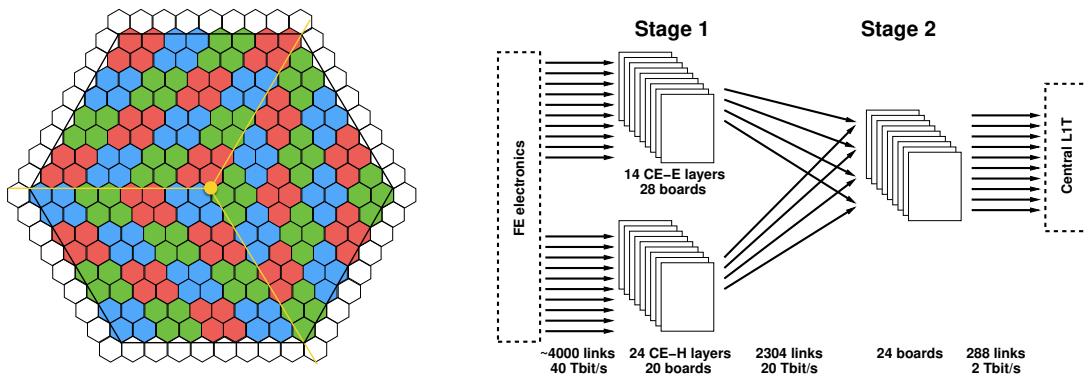 Stage 1
Stage 2
FE electronics
14 CE−E layers
28 boards
Central L1T
~4000 links
40 Tbit/s
24 CE−H layers
20 boards
2304 links
20 Tbit/s
24 boards
288 links
2 Tbit/s